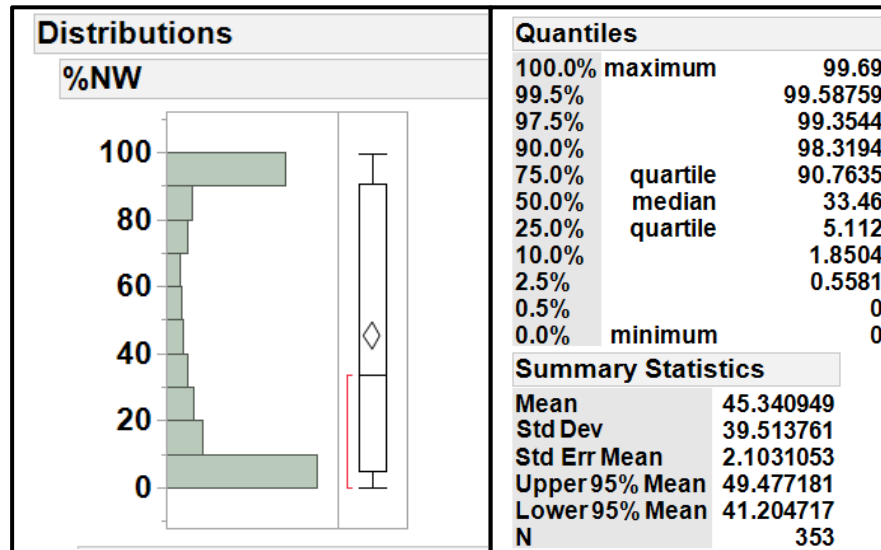 Distributions
%NW
100
80
60
40
20
0
Quantiles
100.0% maximum 99.69
99.5% 99.58759
97.5% 99.3544
90.0% 98.3194
75.0% quartile 90.7635
50.0% median 33.46
25.0% quartile 5.112
10.0% 1.8504
2.5% 0.5581
0.5% 0
0.0% minimum 0
Summary Statistics
Mean 45.340949
Std Dev 39.513761
Std Err Mean 2.1031053
Upper 95% Mean 49.477181
Lower 95% Mean 41.204717
N 353